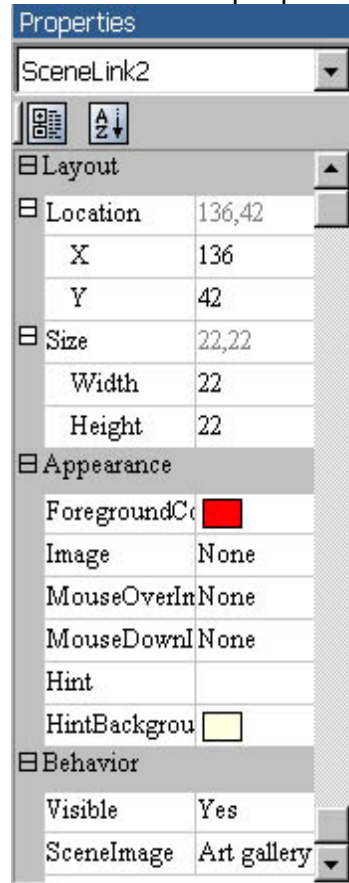 Properties
SceneLink2
Layout
Location 136,42
X 136
Y 42
Size 22,22
Width 22
Height 22
Appearance
ForegroundCo
Image None
MouseOverIm None
MouseDownI None
Hint
HintBackgrou
Behavior
Visible Yes
SceneImage Art gallery